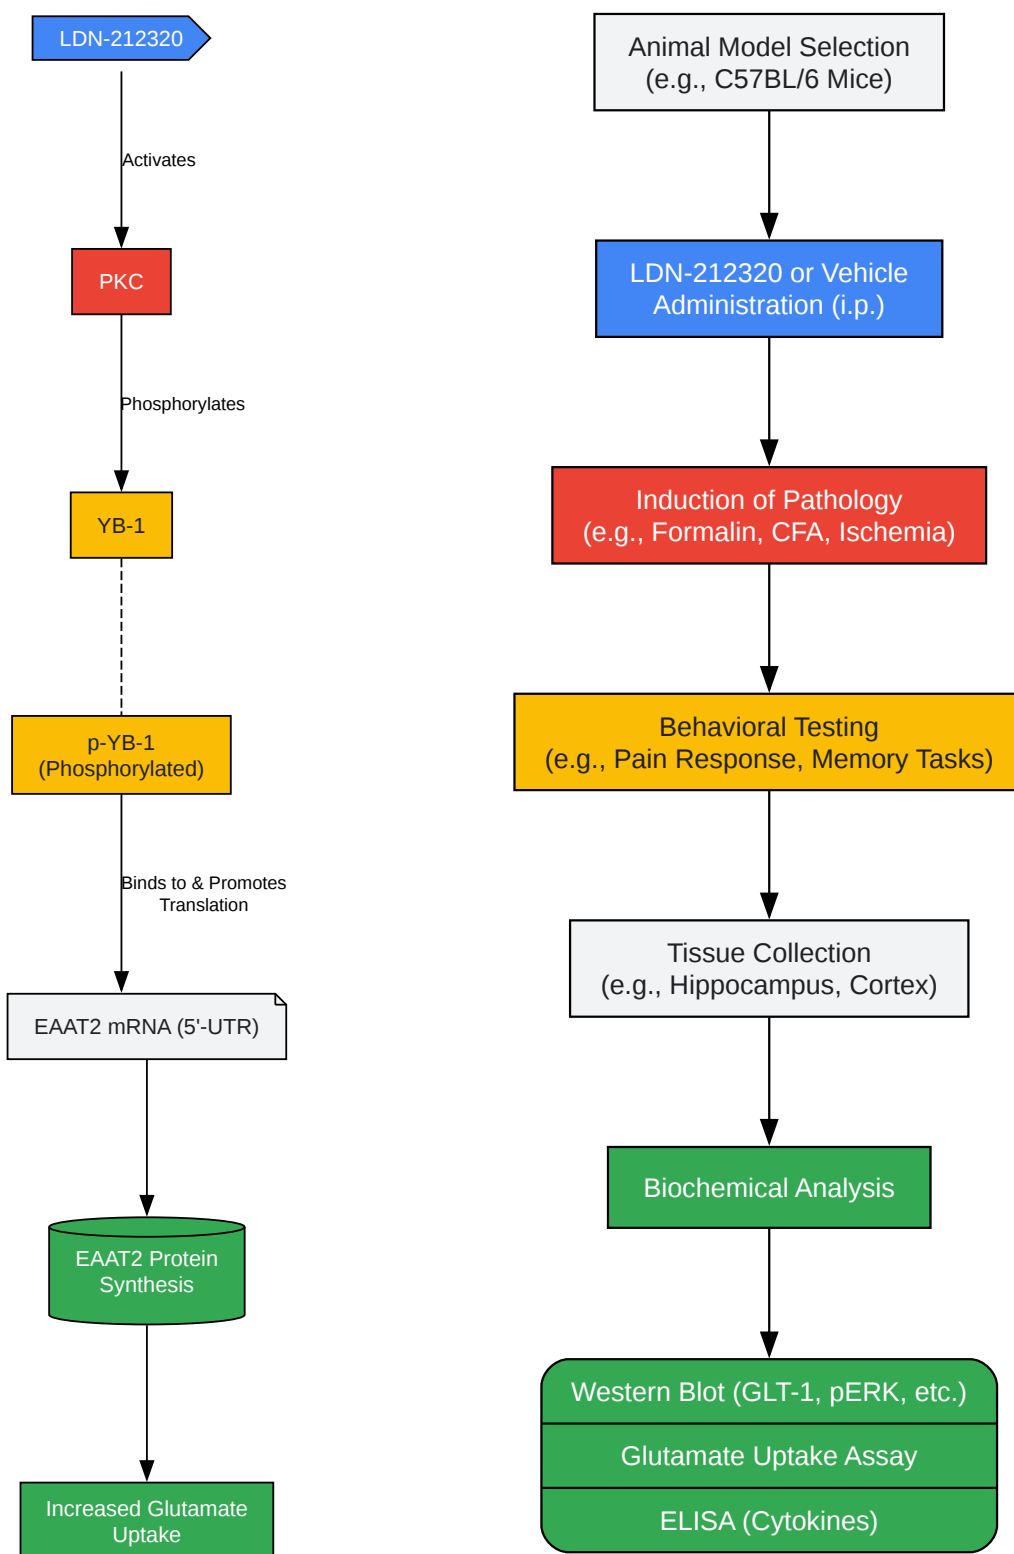 LDN-212320
Activates
PKC
Phosphorylates
YB-1
p-YB-1
(Phosphorylated)
Binds to & Promotes
Translation
EAAT2 mRNA (5'-UTR)
EAAT2 Protein
Synthesis
Increased Glutamate
Uptake
Animal Model Selection
(e.g., C57BL/6 Mice)
LDN-212320 or Vehicle
Administration (i.p.)
Induction of Pathology
(e.g., Formalin, CFA, Ischemia)
Behavioral Testing
(e.g., Pain Response, Memory Tasks)
Tissue Collection
(e.g., Hippocampus, Cortex)
Biochemical Analysis
Western Blot (GLT-1, pERK, etc.)
Glutamate Uptake Assay
ELISA (Cytokines)